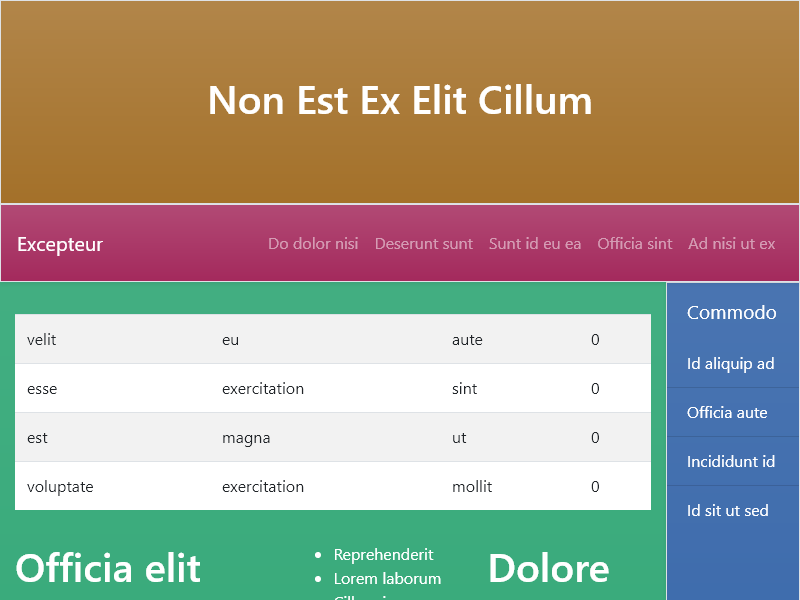 Non Est Ex Elit Cillum
Excepteur Do dolor nisi Deserunt sunt Sunt id eu ea Officia sint Ad nisi ut ex
velit eu aute 0
esse exercitation sint 0
est magna ut 0
voluptate exercitation mollit 0
Officia elit
Reprehenderit
Lorem laborum
Dolore
Commodo
Id aliquip ad
Officia aute
Incididunt id
Id sit ut sed